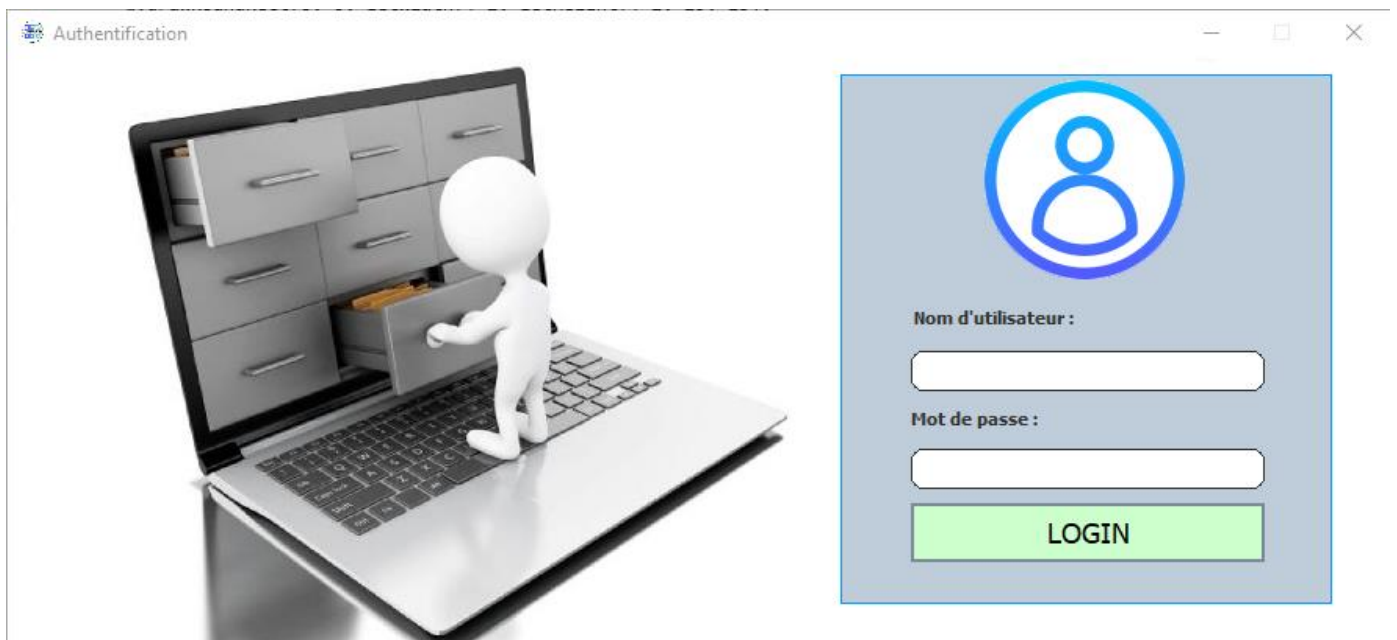 Authentification
Nom d'utilisateur :
Mot de passe :
LOGIN